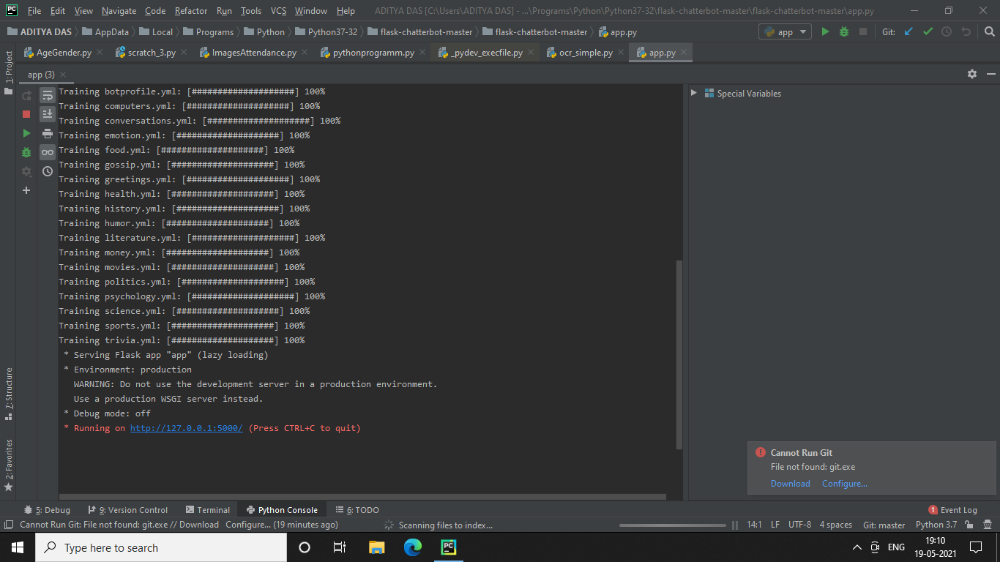 PC File Edit View Navigate Code Refactor Run Tools VCS Window Help ADITYA DAS [C:\Users\ADITYA DAS] - ...\Programs\Python\Python37-32\flask-chatterbot-master\flask-chatterbot-master\app.py
ADITYA DAS AppData Local Programs Python Python37-32 flask-chatterbot-master flask-chatterbot-master app.py app Git:
AgeGender.py scratch_3.py ImagesAttendance.py pythonprogramm.py _pydev_execfile.py ocr_simple.py app.py
1: Project
app (3)
Special Variables
Training botprofile.yml: [####################] 100%
Training computers.yml: [####################] 100%
Training conversations.yml: [####################] 100%
Training emotion.yml: [####################] 100%
Training food.yml: [####################] 100%
Training gossip.yml: [####################] 100%
Training greetings.yml: [####################] 100%
Training health.yml: [####################] 100%
Training history.yml: [####################] 100%
Training humor.yml: [####################] 100%
Training literature.yml: [####################] 100%
Training money.yml: [####################] 100%
Training movies.yml: [####################] 100%
Training politics.yml: [####################] 100%
Training psychology.yml: [####################] 100%
Training science.yml: [####################] 100%
Training sports.yml: [####################] 100%
Training trivia.yml: [####################] 100%
* Serving Flask app "app" (lazy loading)
* Environment: production
WARNING: Do not use the development server in a production environment.
Use a production WSGI server instead.
* Debug mode: off
* Running on http://127.0.0.1:5000/ (Press CTRL+C to quit)
7: Structure
2: Favorites
Cannot Run Git
File not found: git.exe
Download Configure...
5: Debug 9: Version Control Terminal Python Console 6: TODO 1 Event Log
Cannot Run Git: File not found: git.exe // Download Configure... (19 minutes ago) Scanning files to index... 14:1 LF UTF-8 4 spaces Git: master Python 3.7
Type here to search PC ENG 19:10
19-05-2021